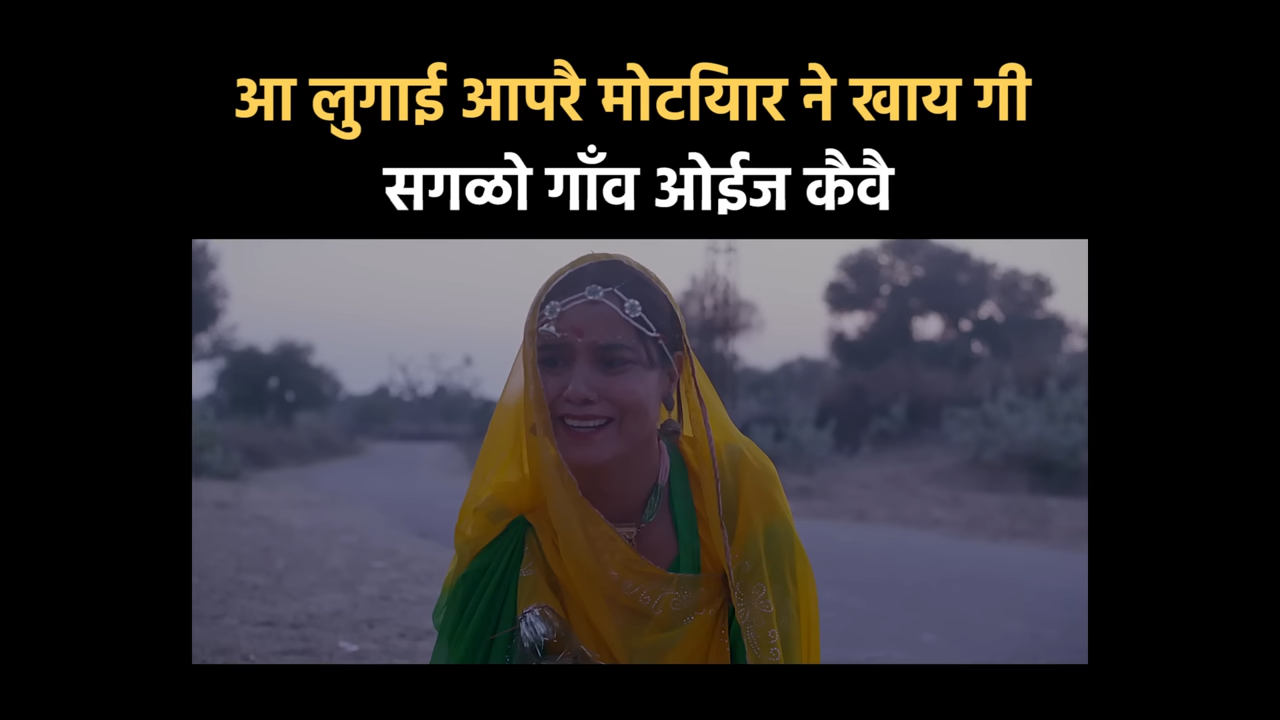 आ लुगाई आपरै मोटयिार ने खाय गी
सगळो गाँव ओईज कैवै